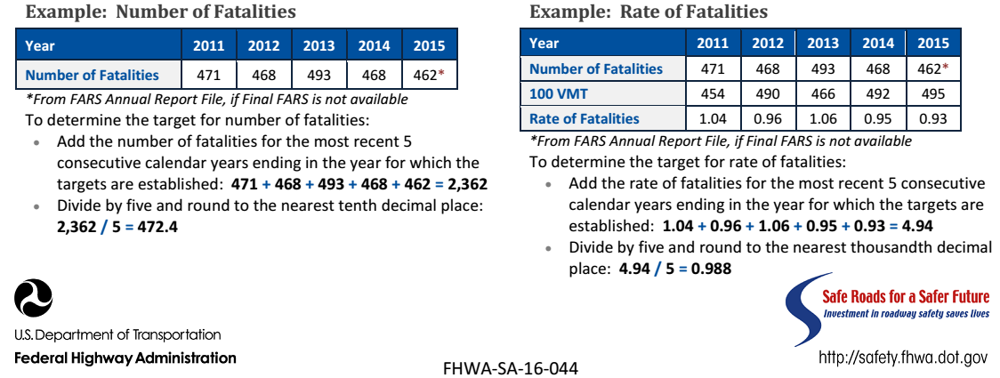 Example: Number of Fatalities
Year 2011 2012 2013 2014 2015
Number of Fatalities 471 468 493 468 462*
*From FARS Annual Report File, if Final FARS is not available
To determine the target for number of fatalities:
• Add the number of fatalities for the most recent 5
consecutive calendar years ending in the year for which the
targets are established: 471 + 468 + 493 + 468 + 462 = 2,362
• Divide by five and round to the nearest tenth decimal place:
2,362 / 5 = 472.4
Example: Rate of Fatalities
Year 2011 2012 2013 2014 2015
Number of Fatalities 471 468 493 468 462*
100 VMT 454 490 466 492 495
Rate of Fatalities 1.04 0.96 1.06 0.95 0.93
*From FARS Annual Report File, if Final FARS is not available
To determine the target for rate of fatalities:
• Add the rate of fatalities for the most recent 5 consecutive
calendar years ending in the year for which the targets are
established: 1.04 + 0.96 + 1.06 + 0.95 + 0.93 = 4.94
• Divide by five and round to the nearest thousandth decimal
place: 4.94 / 5 = 0.988
U.S. Department of Transportation
Federal Highway Administration
FHWA-SA-16-044
Safe Roads for a Safer Future
Investment in roadway safety saves lives
http://safety.fhwa.dot.gov